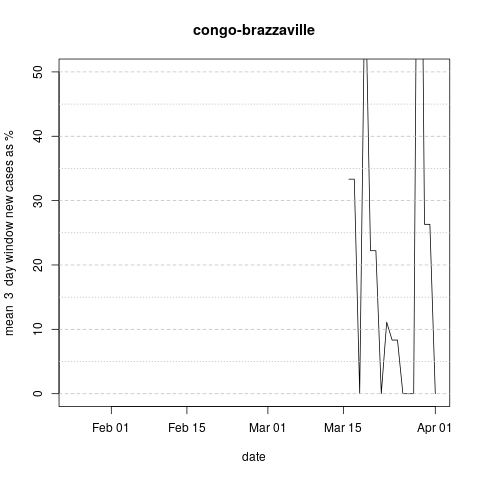 congo-brazzaville
mean 3 day window new cases as %
50
40
30
20
10
0
Feb 01 Feb 15 Mar 01 Mar 15 Apr 01
date